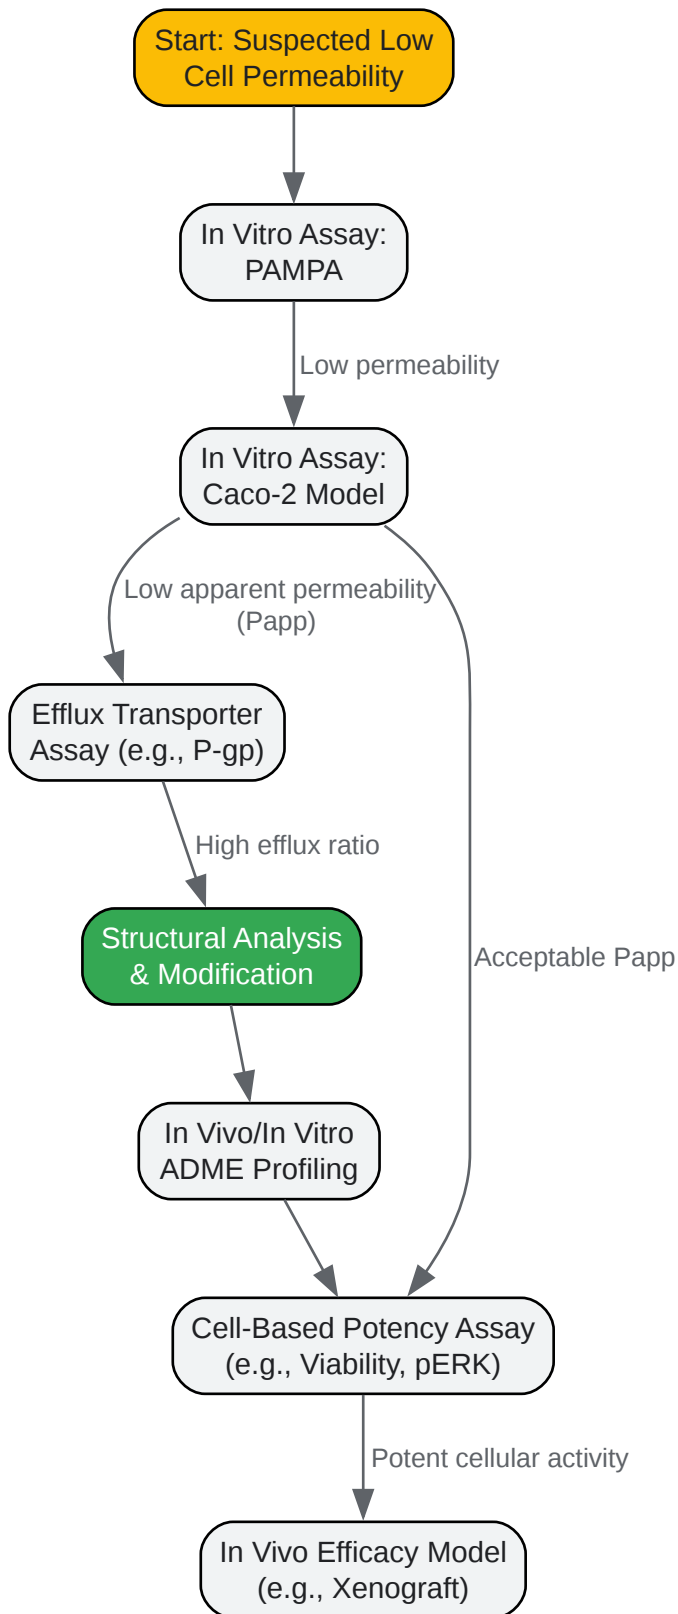 Start: Suspected Low
Cell Permeability
In Vitro Assay:
PAMPA
Low permeability
In Vitro Assay:
Caco-2 Model
Low apparent permeability
(Papp)
Efflux Transporter
Assay (e.g., P-gp)
High efflux ratio
Structural Analysis
& Modification
Acceptable Papp
In Vivo/In Vitro
ADME Profiling
Cell-Based Potency Assay
(e.g., Viability, pERK)
Potent cellular activity
In Vivo Efficacy Model
(e.g., Xenograft)